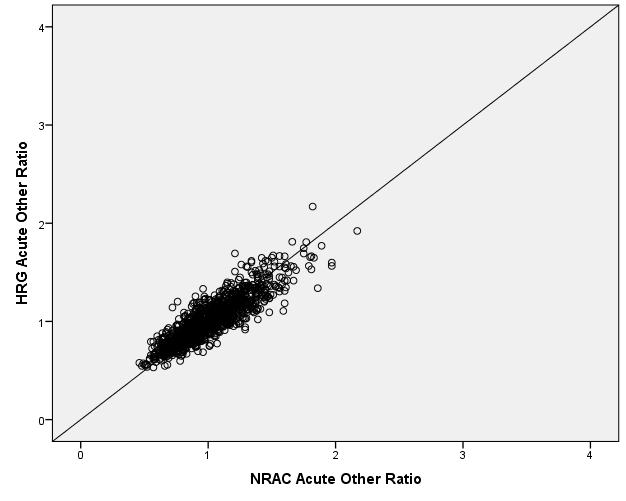 4
3
2
1
0
HRG Acute Other Ratio
0 1 2 3 4
NRAC Acute Other Ratio